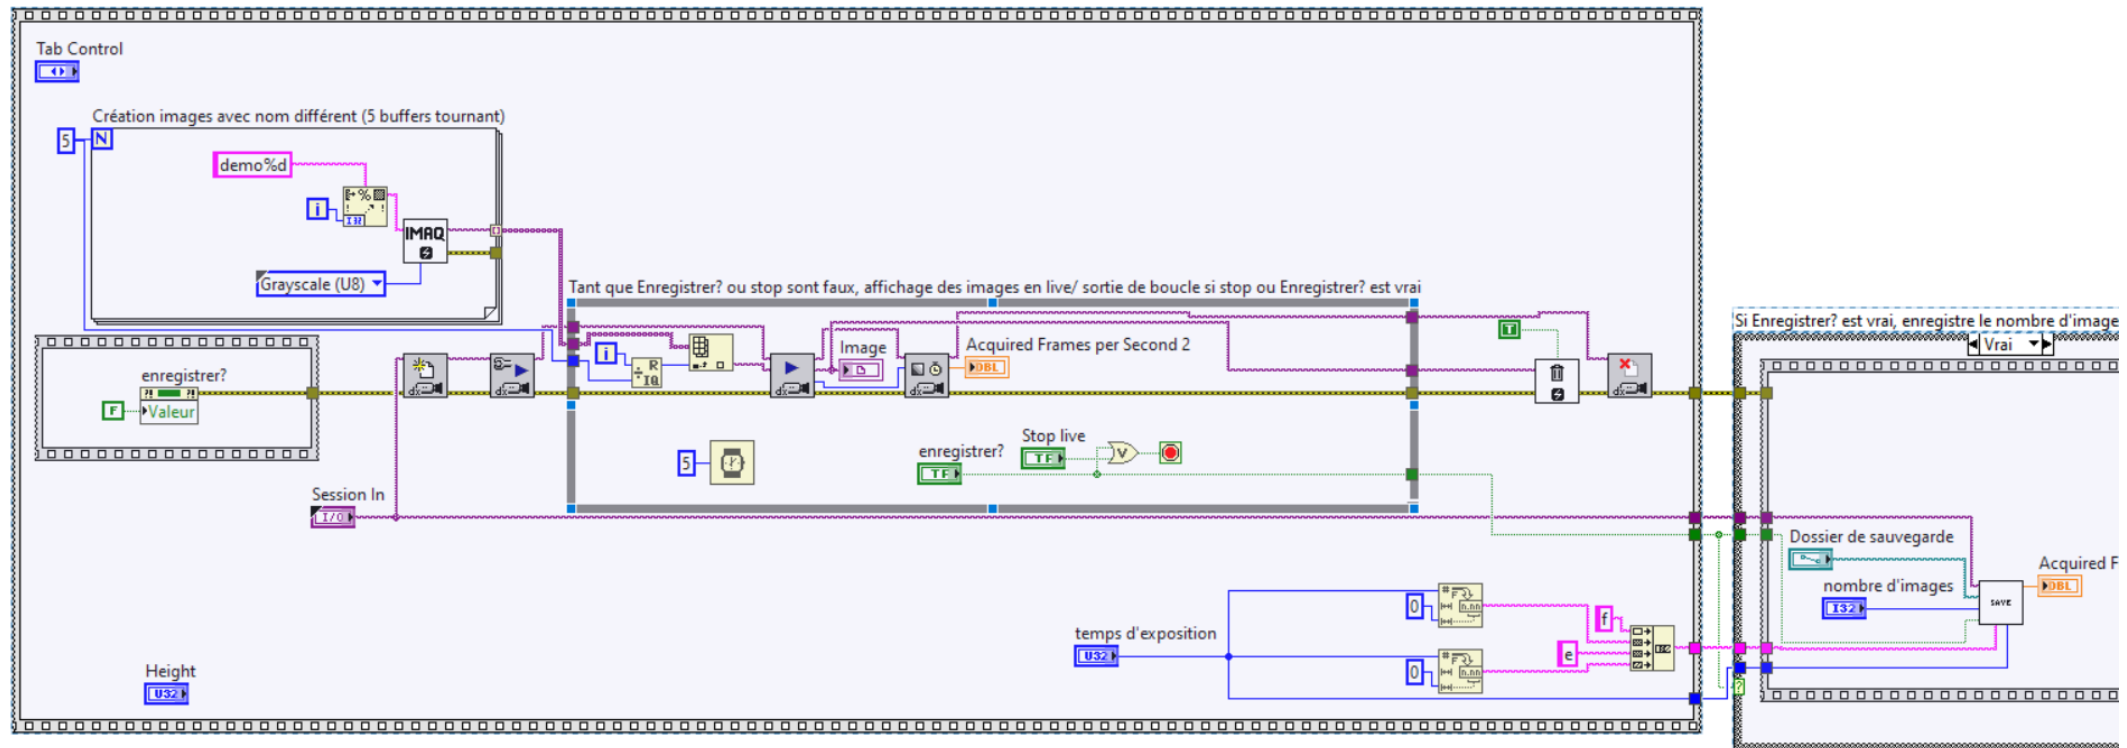 Tab Control
Création images avec nom différent (5 buffers tournant)
5
N
demo%d
i
I32
IMAQ
Grayscale (U8)
Tant que Enregistrer? ou stop sont faux, affichage des images en live/ sortie de boucle si stop ou Enregistrer? est vrai
Si Enregistrer? est vrai, enregistre le nombre d'image
Vrai
enregistrer?
F
Valeur
i
R
IQ
Image
Acquired Frames per Second 2
DBL
T
5
enregistrer?
TF
Stop live
TF
V
Session In
I/O
Dossier de sauvegarde
nombre d'images
I32
SAVE
Acquired F
DBL
temps d'exposition
U32
0
0
f
e
Height
U32
?